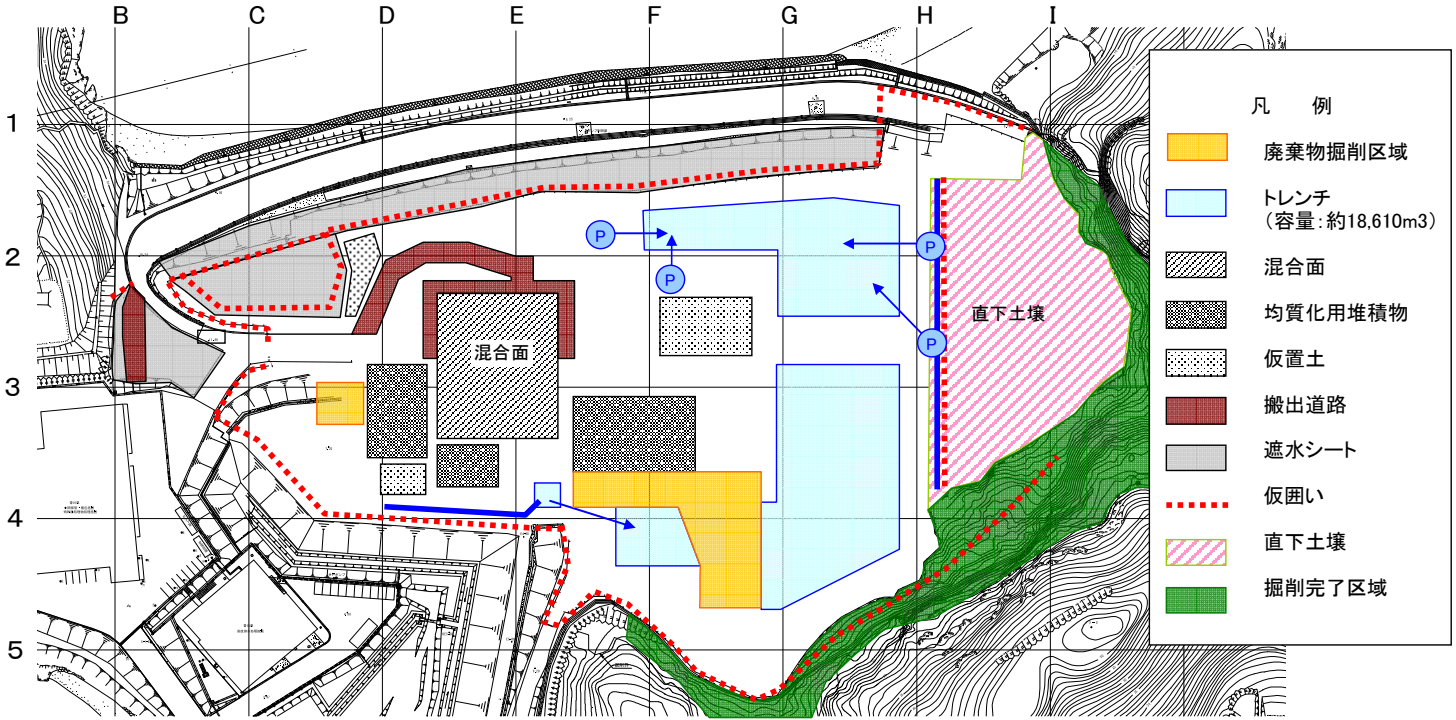 B C D E F G H I
1
2
3
4
5
P
P
P
P
直下土壌
混合面
凡 例
廃棄物掘削区域
トレンチ
(容量:約18,610m3)
混合面
均質化用堆積物
仮置土
搬出道路
遮水シート
仮囲い
直下土壌
掘削完了区域